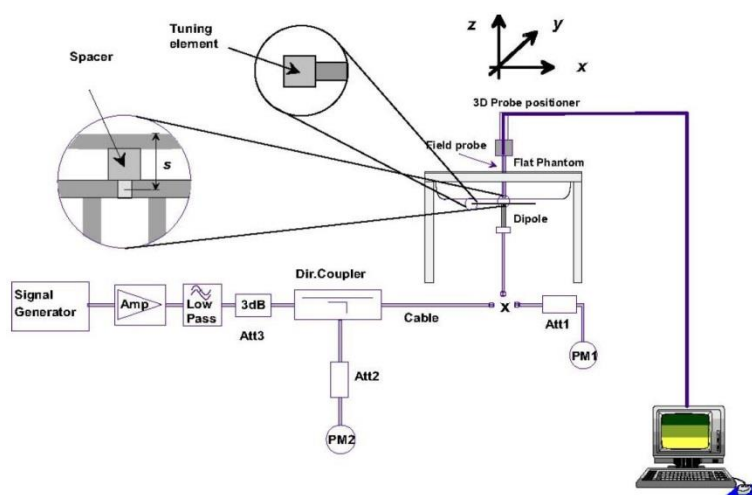 Tuning
element
Spacer
s
z
y
x
3D Probe positioner
Field probe
Flat Phantom
Dipole
Signal
Generator
Amp
Low
Pass
3dB
Att3
Dir.Coupler
Cable
x
Att1
PM1
Att2
PM2